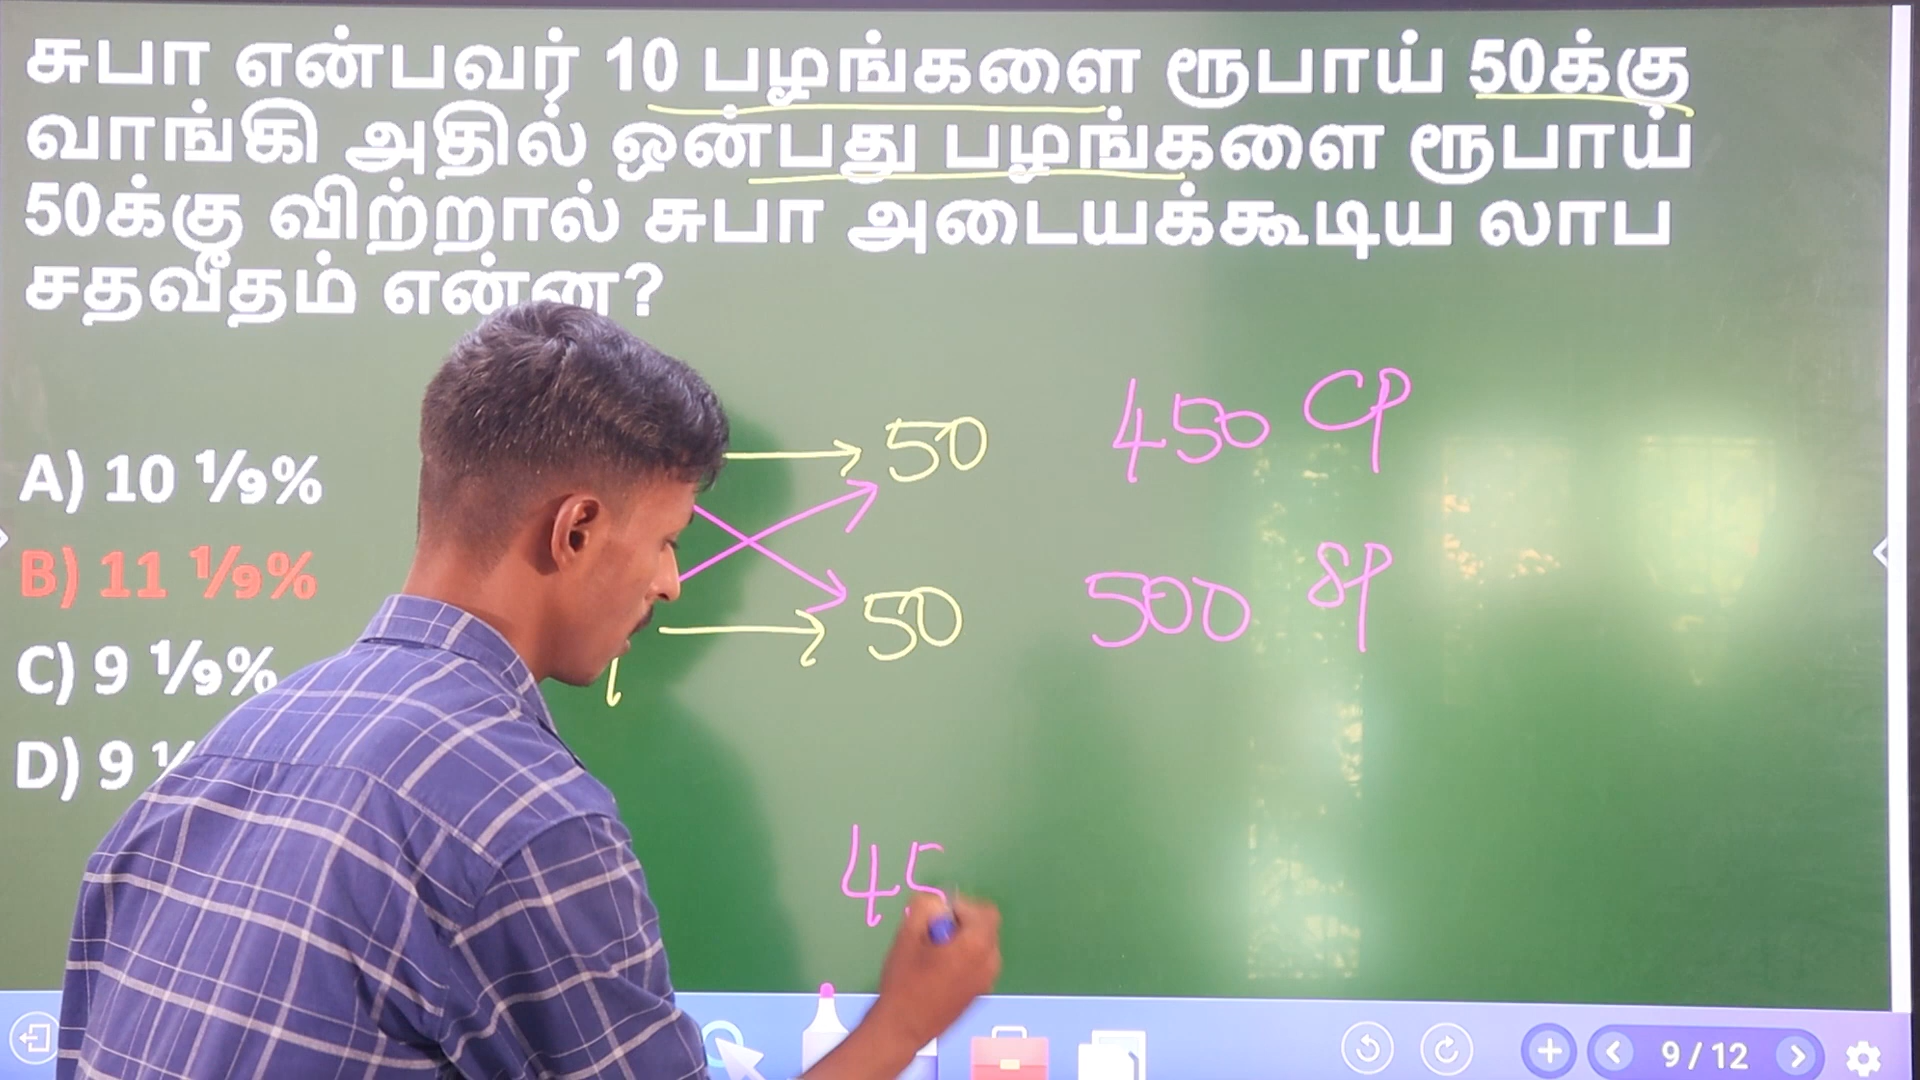 சுபா என்பவர் 10 பழங்களை ரூபாய் 50க்கு
வாங்கி அதில் ஒன்பது பழங்களை ரூபாய்
50க்கு விற்றால் சுபா அடையக்கூடிய லாப
சதவீதம் என்ன?
A) 10 ⅑%
B) 11 ⅑%
C) 9 ⅑%
D) 9
50
450 CP
50
500 SP
45
9 / 12